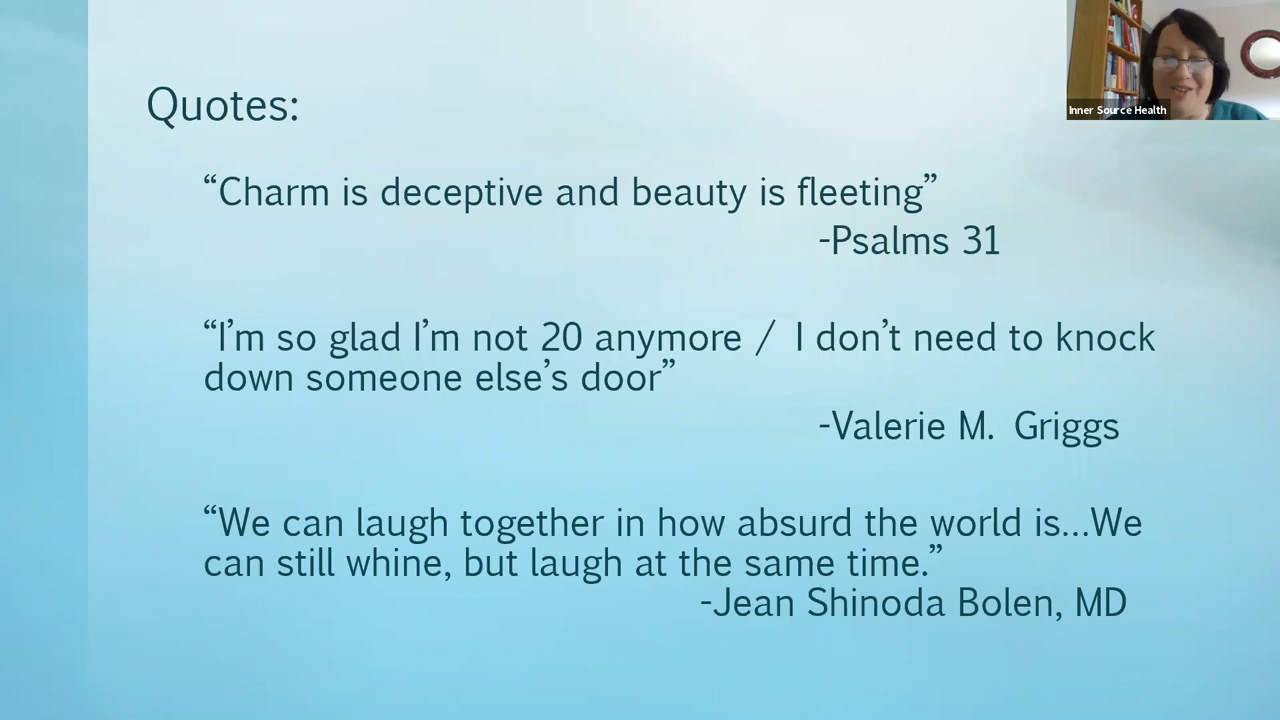 Inner Source Health
Quotes:
“Charm is deceptive and beauty is fleeting”
-Psalms 31
“I’m so glad I’m not 20 anymore / I don’t need to knock
down someone else’s door”
-Valerie M. Griggs
“We can laugh together in how absurd the world is...We
can still whine, but laugh at the same time.”
-Jean Shinoda Bolen, MD